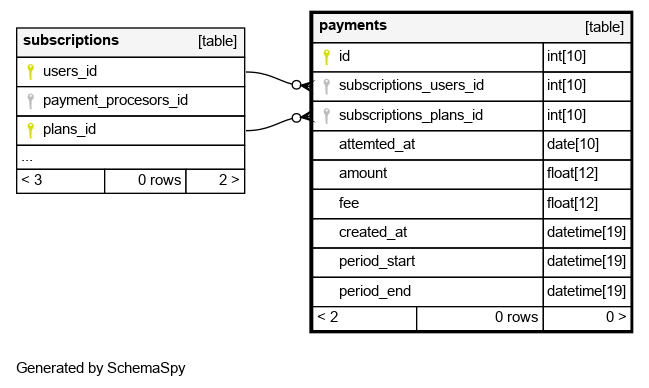 subscriptions [table]
users_id
payment_procesors_id
plans_id
...
< 3 0 rows 2 >
payments [table]
id int[10]
subscriptions_users_id int[10]
subscriptions_plans_id int[10]
attemted_at date[10]
amount float[12]
fee float[12]
created_at datetime[19]
period_start datetime[19]
period_end datetime[19]
< 2 0 rows 0 >
Generated by SchemaSpy